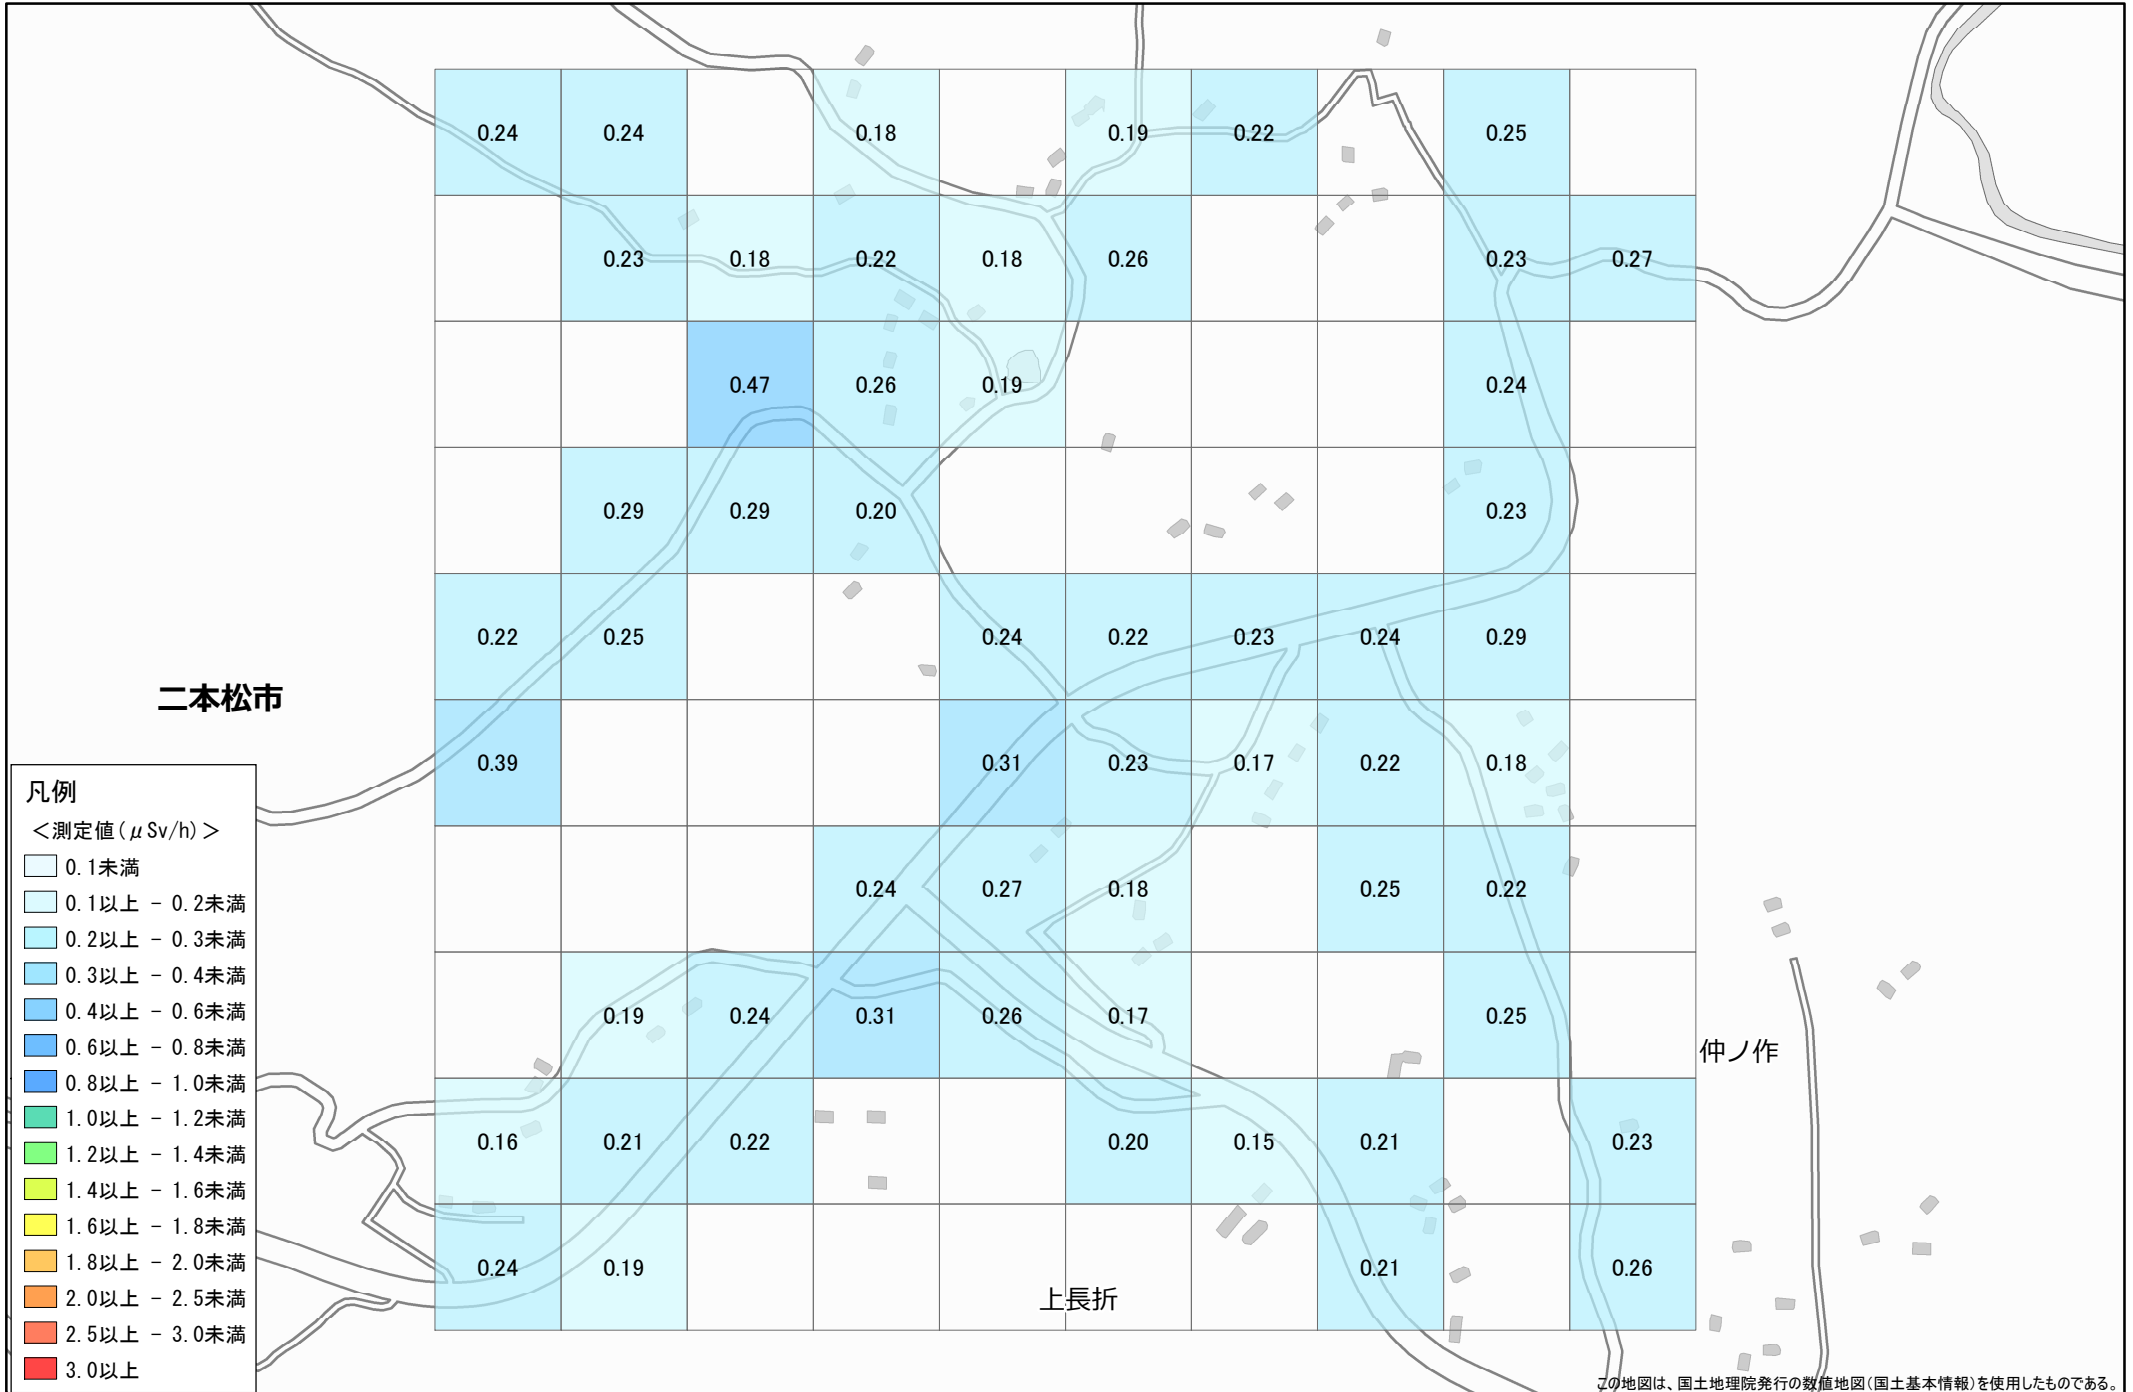 0.24 0.24 0.18 0.19 0.22 0.25
0.23 0.18 0.22 0.18 0.26 0.23 0.27
0.47 0.26 0.19 0.24
0.29 0.29 0.20 0.23
0.22 0.25 0.24 0.22 0.23 0.24 0.29
二本松市
0.39 0.31 0.23 0.17 0.22 0.18
0.24 0.27 0.18 0.25 0.22
0.19 0.24 0.31 0.26 0.17 0.25
仲ノ作
0.16 0.21 0.22 0.20 0.15 0.21 0.23
0.24 0.19 0.21 0.26
上長折
凡例
＜測定値(μSv/h)＞
0.1未満
0.1以上 － 0.2未満
0.2以上 － 0.3未満
0.3以上 － 0.4未満
0.4以上 － 0.6未満
0.6以上 － 0.8未満
0.8以上 － 1.0未満
1.0以上 － 1.2未満
1.2以上 － 1.4未満
1.4以上 － 1.6未満
1.6以上 － 1.8未満
1.8以上 － 2.0未満
2.0以上 － 2.5未満
2.5以上 － 3.0未満
3.0以上
この地図は、国土地理院発行の数値地図(国土基本情報)を使用したものである。